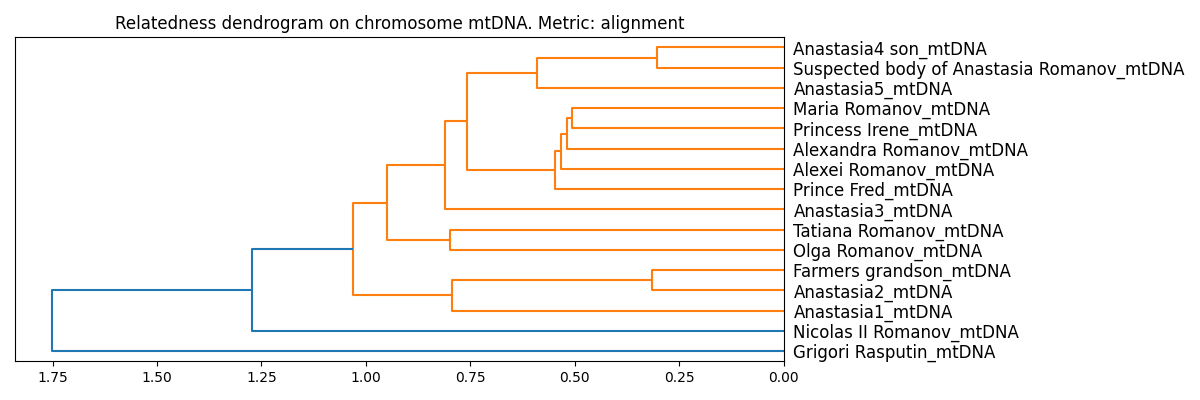 Relatedness dendrogram on chromosome mtDNA. Metric: alignment
Anastasia4 son_mtDNA
Suspected body of Anastasia Romanov_mtDNA
Anastasia5_mtDNA
Maria Romanov_mtDNA
Princess Irene_mtDNA
Alexandra Romanov_mtDNA
Alexei Romanov_mtDNA
Prince Fred_mtDNA
Anastasia3_mtDNA
Tatiana Romanov_mtDNA
Olga Romanov_mtDNA
Farmers grandson_mtDNA
Anastasia2_mtDNA
Anastasia1_mtDNA
Nicolas II Romanov_mtDNA
Grigori Rasputin_mtDNA
1.75 1.50 1.25 1.00 0.75 0.50 0.25 0.00